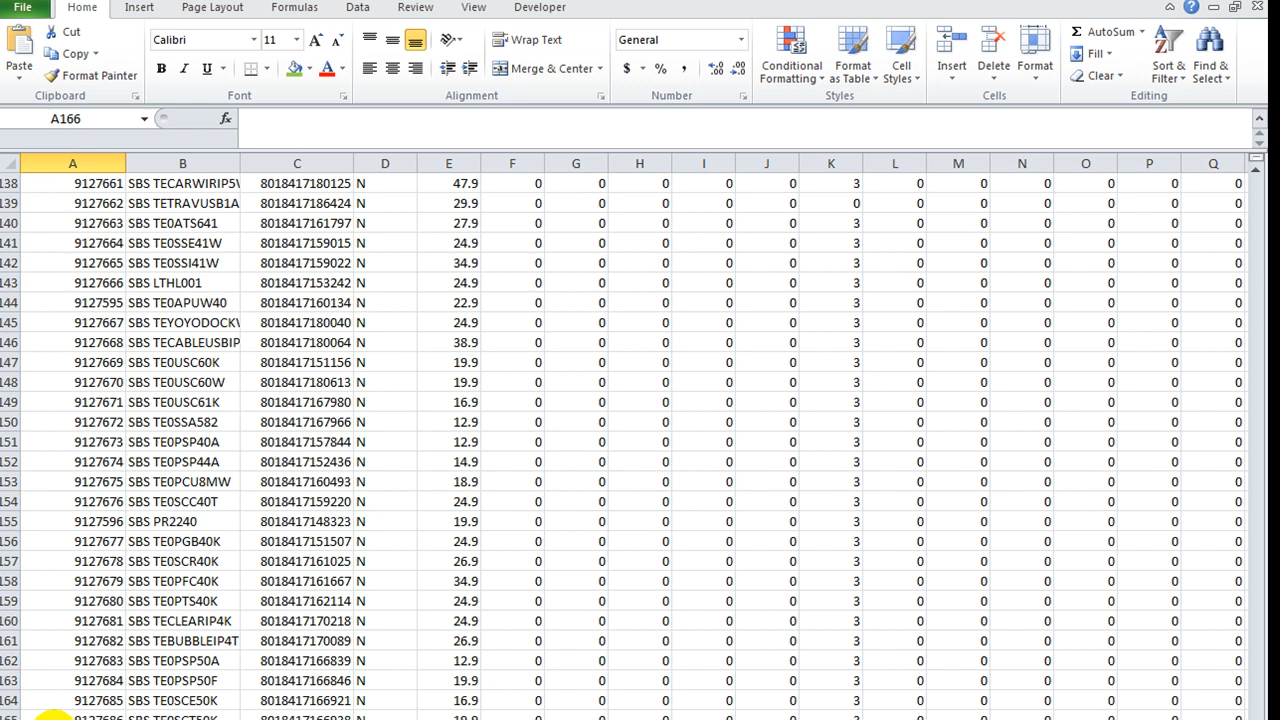 File Home Insert Page Layout Formulas Data Review View Developer
Cut Calibri 11 Wrap Text General AutoSum
Copy Fill
Paste Format Painter B I U Merge & Center $ % , Conditional Formatting Format as Table Cell Styles Insert Delete Format Clear Sort & Filter Find & Select
Clipboard Font Alignment Number Styles Cells Editing
A166 fx
A B C D E F G H I J K L M N O P Q
138 9127661 SBS TECARWIRIP5 8018417180125 N 47.9 0 0 0 0 0 3 0 0 0 0 0 0
139 9127662 SBS TETRAVUSB1A 8018417186424 N 29.9 0 0 0 0 0 0 0 0 0 0 0 0
140 9127663 SBS TE0ATS641 8018417161797 N 27.9 0 0 0 0 0 3 0 0 0 0 0 0
141 9127664 SBS TE0SSE41W 8018417159015 N 24.9 0 0 0 0 0 3 0 0 0 0 0 0
142 9127665 SBS TE0SSI41W 8018417159022 N 34.9 0 0 0 0 0 3 0 0 0 0 0 0
143 9127666 SBS LTHL001 8018417153242 N 24.9 0 0 0 0 0 3 0 0 0 0 0 0
144 9127595 SBS TE0APUW40 8018417160134 N 22.9 0 0 0 0 0 3 0 0 0 0 0 0
145 9127667 SBS TEYOYODOCK 8018417180040 N 24.9 0 0 0 0 0 3 0 0 0 0 0 0
146 9127668 SBS TECABLEUSBIP 8018417180064 N 38.9 0 0 0 0 0 3 0 0 0 0 0 0
147 9127669 SBS TE0USC60K 8018417151156 N 19.9 0 0 0 0 0 3 0 0 0 0 0 0
148 9127670 SBS TE0USC60W 8018417180613 N 19.9 0 0 0 0 0 3 0 0 0 0 0 0
149 9127671 SBS TE0USC61K 8018417167980 N 16.9 0 0 0 0 0 3 0 0 0 0 0 0
150 9127672 SBS TE0SSA582 8018417167966 N 12.9 0 0 0 0 0 3 0 0 0 0 0 0
151 9127673 SBS TE0PSP40A 8018417157844 N 12.9 0 0 0 0 0 3 0 0 0 0 0 0
152 9127674 SBS TE0PSP44A 8018417152436 N 14.9 0 0 0 0 0 3 0 0 0 0 0 0
153 9127675 SBS TE0PCU8MW 8018417160493 N 18.9 0 0 0 0 0 3 0 0 0 0 0 0
154 9127676 SBS TE0SCC40T 8018417159220 N 24.9 0 0 0 0 0 3 0 0 0 0 0 0
155 9127596 SBS PR2240 8018417148323 N 19.9 0 0 0 0 0 3 0 0 0 0 0 0
156 9127677 SBS TE0PGB40K 8018417151507 N 24.9 0 0 0 0 0 3 0 0 0 0 0 0
157 9127678 SBS TE0SCR40K 8018417161025 N 26.9 0 0 0 0 0 3 0 0 0 0 0 0
158 9127679 SBS TE0PFC40K 8018417161667 N 34.9 0 0 0 0 0 3 0 0 0 0 0 0
159 9127680 SBS TE0PTS40K 8018417162114 N 24.9 0 0 0 0 0 3 0 0 0 0 0 0
160 9127681 SBS TECLEARIP4K 8018417170218 N 24.9 0 0 0 0 0 3 0 0 0 0 0 0
161 9127682 SBS TEBUBBLEIP4T 8018417170089 N 26.9 0 0 0 0 0 3 0 0 0 0 0 0
162 9127683 SBS TE0PSP50A 8018417166839 N 12.9 0 0 0 0 0 3 0 0 0 0 0 0
163 9127684 SBS TE0PSP50F 8018417166846 N 19.9 0 0 0 0 0 3 0 0 0 0 0 0
164 9127685 SBS TE0SCE50K 8018417166921 N 16.9 0 0 0 0 0 3 0 0 0 0 0 0
165 9127686 SBS TE0SCT50K 8018417166938 N 19.9 0 0 0 0 0 3 0 0 0 0 0 0